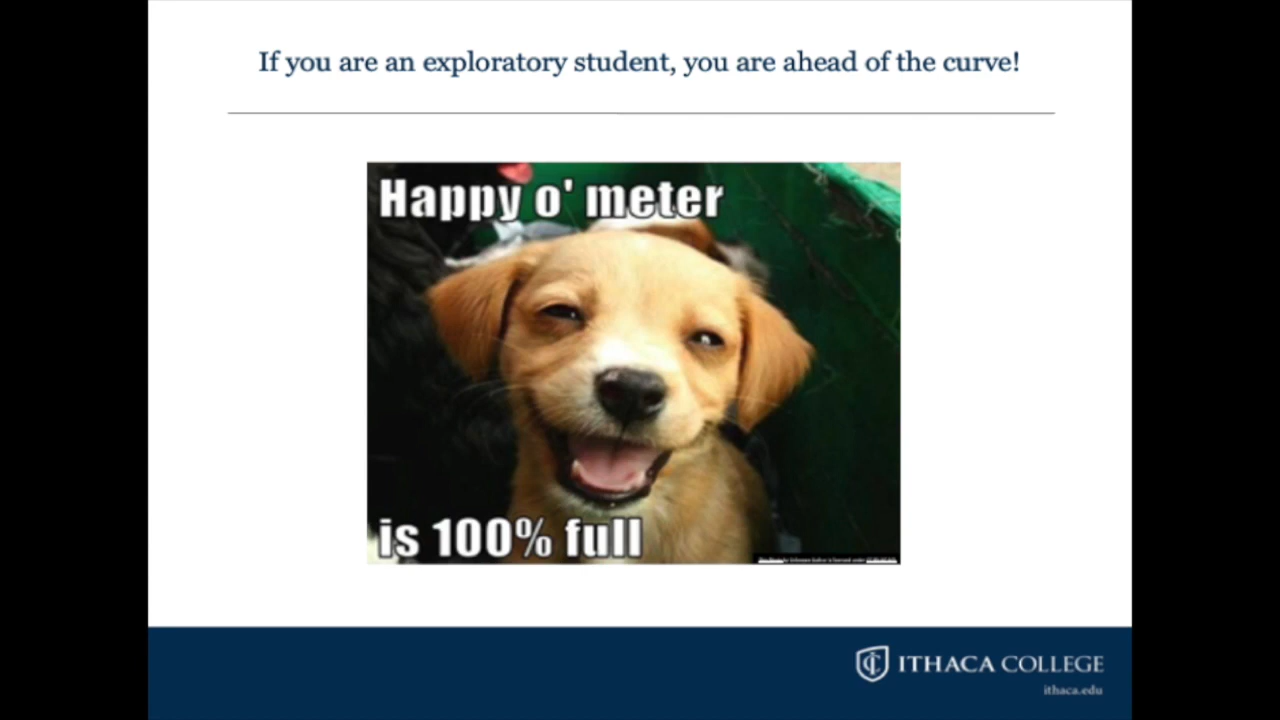 If you are an exploratory student, you are ahead of the curve!
Happy o' meter
is 100% full
ITHACA COLLEGE
ithaca.edu